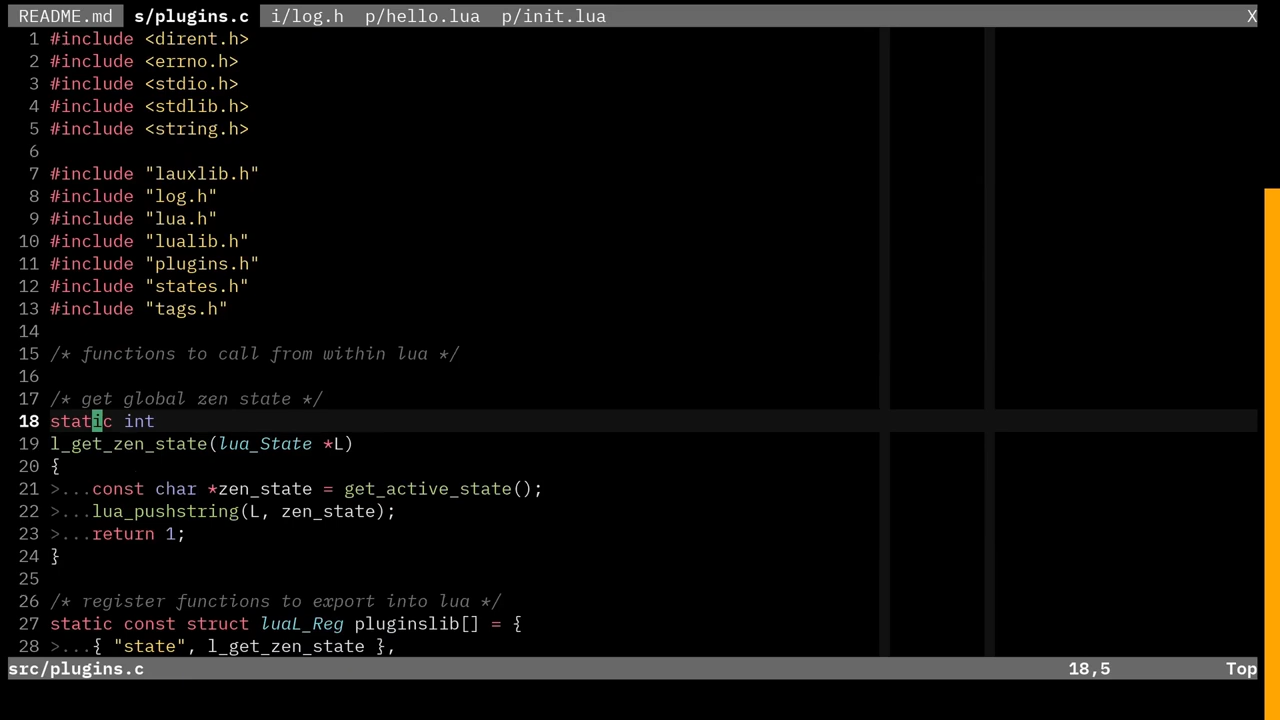 README.md s/plugins.c i/log.h p/hello.lua p/init.lua X
1 #include <dirent.h>
2 #include <errno.h>
3 #include <stdio.h>
4 #include <stdlib.h>
5 #include <string.h>
6
7 #include "lauxlib.h"
8 #include "log.h"
9 #include "lua.h"
10 #include "lualib.h"
11 #include "plugins.h"
12 #include "states.h"
13 #include "tags.h"
14
15 /* functions to call from within lua */
16
17 /* get global zen state */
18 static int
19 l_get_zen_state(lua_State *L)
20 {
21 >...const char *zen_state = get_active_state();
22 >...lua_pushstring(L, zen_state);
23 >...return 1;
24 }
25
26 /* register functions to export into lua */
27 static const struct luaL_Reg pluginslib[] = {
28 >...{ "state", l_get_zen_state },
src/plugins.c 18,5 Top